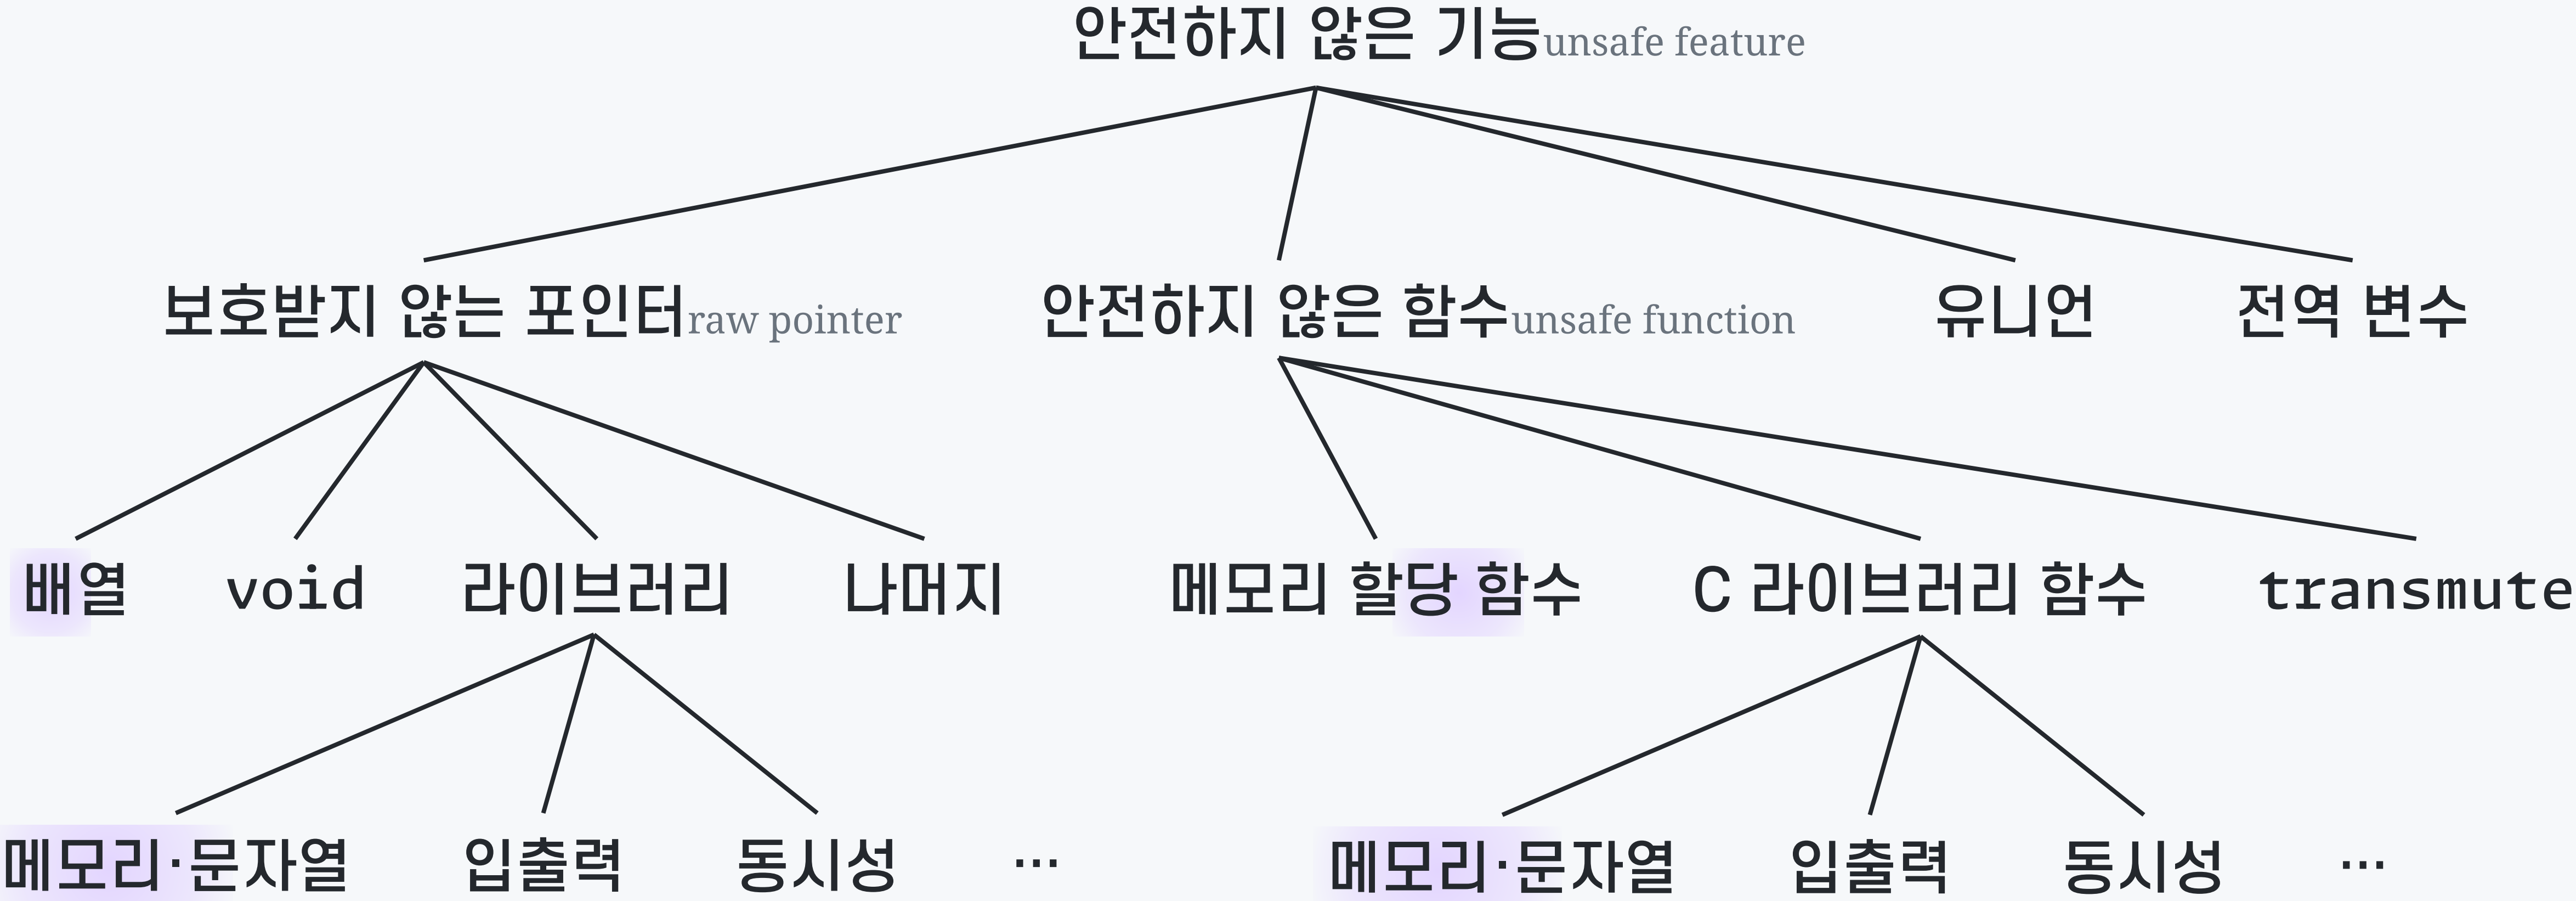 안전하지 않은 기능unsafe feature
보호받지 않는 포인터raw pointer 안전하지 않은 함수unsafe function 유니언 전역 변수
배열 void 라이브러리 나머지 메모리 할당 함수 C 라이브러리 함수 transmute
메모리·문자열 입출력 동시성 ··· 메모리·문자열 입출력 동시성 ···